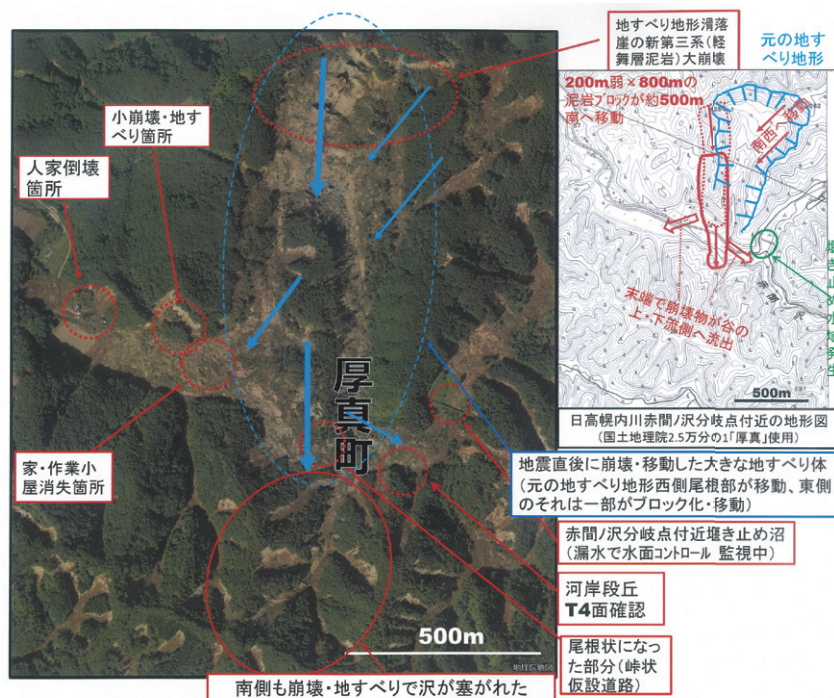 地すべり地形滑落
崖の新第三系(軽
舞層泥岩)大崩壊
元の地す
べり地形
小崩壊・地す
べり箇所
人家倒壊
箇所
200m弱×800mの
泥岩ブロックが約500m
南へ移動
南西へ移動
末端で崩壊物が谷の
上・下流側へ流出
500m
日高幌内川赤間ノ沢分岐点付近の地形図
(国土地理院2.5万分の1「厚真」使用)
厚真町
家・作業小
屋消失箇所
地震直後に崩壊・移動した大きな地すべり体
(元の地すべり地形西側尾根部が移動、東側
のそれは一部がブロック化・移動)
赤間ノ沢分岐点付近堰き止め沼
(漏水で水面コントロール 監視中)
河岸段丘
T4面確認
尾根状になっ
た部分(峠状
仮設道路)
500m
地理院地図
南側も崩壊・地すべりで沢が塞がれた